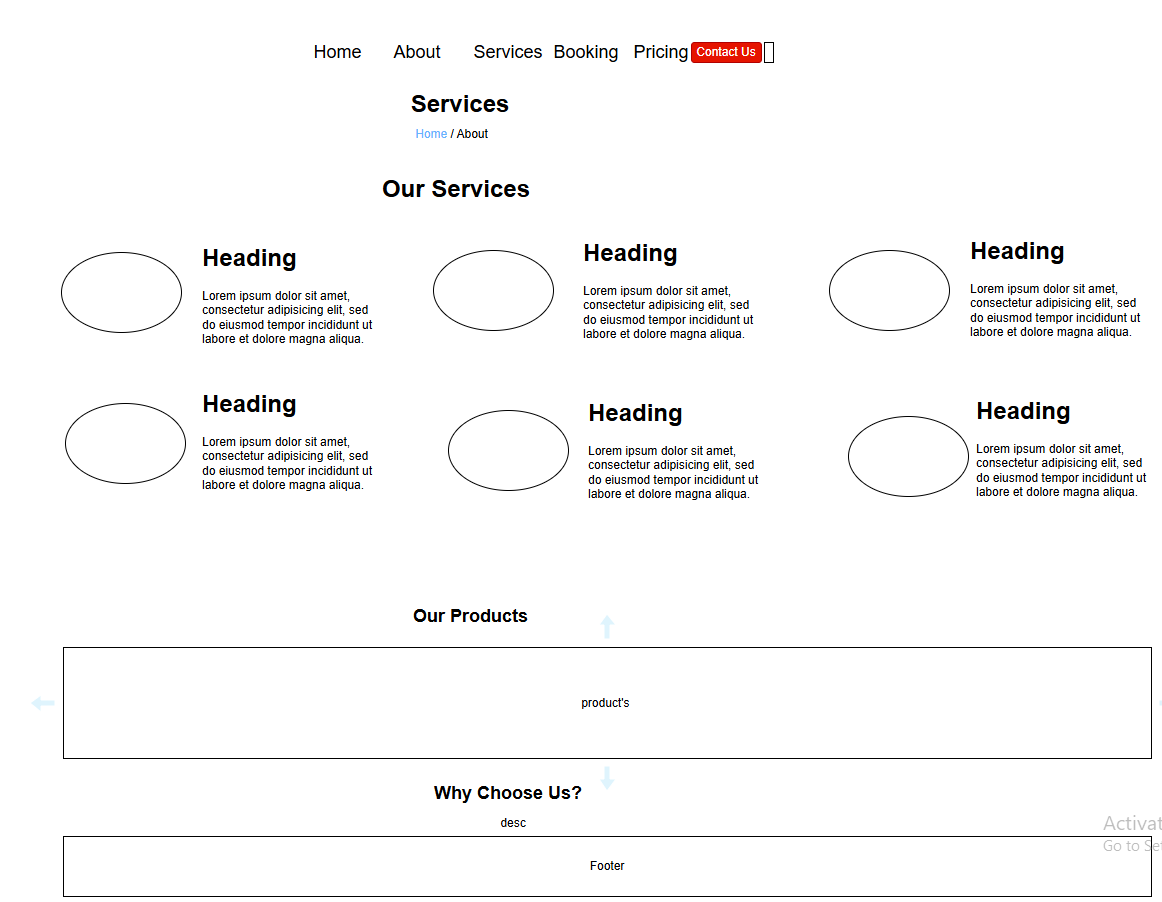 Home About Services Booking Pricing Contact Us
Services
Home / About
Our Services
Heading
Lorem ipsum dolor sit amet,
consectetur adipisicing elit, sed
do eiusmod tempor incididunt ut
labore et dolore magna aliqua.
Heading
Lorem ipsum dolor sit amet,
consectetur adipisicing elit, sed
do eiusmod tempor incididunt ut
labore et dolore magna aliqua.
Heading
Lorem ipsum dolor sit amet,
consectetur adipisicing elit, sed
do eiusmod tempor incididunt ut
labore et dolore magna aliqua.
Heading
Lorem ipsum dolor sit amet,
consectetur adipisicing elit, sed
do eiusmod tempor incididunt ut
labore et dolore magna aliqua.
Heading
Lorem ipsum dolor sit amet,
consectetur adipisicing elit, sed
do eiusmod tempor incididunt ut
labore et dolore magna aliqua.
Heading
Lorem ipsum dolor sit amet,
consectetur adipisicing elit, sed
do eiusmod tempor incididunt ut
labore et dolore magna aliqua.
Our Products
product's
Why Choose Us?
desc
Activat
Go to Se
Footer